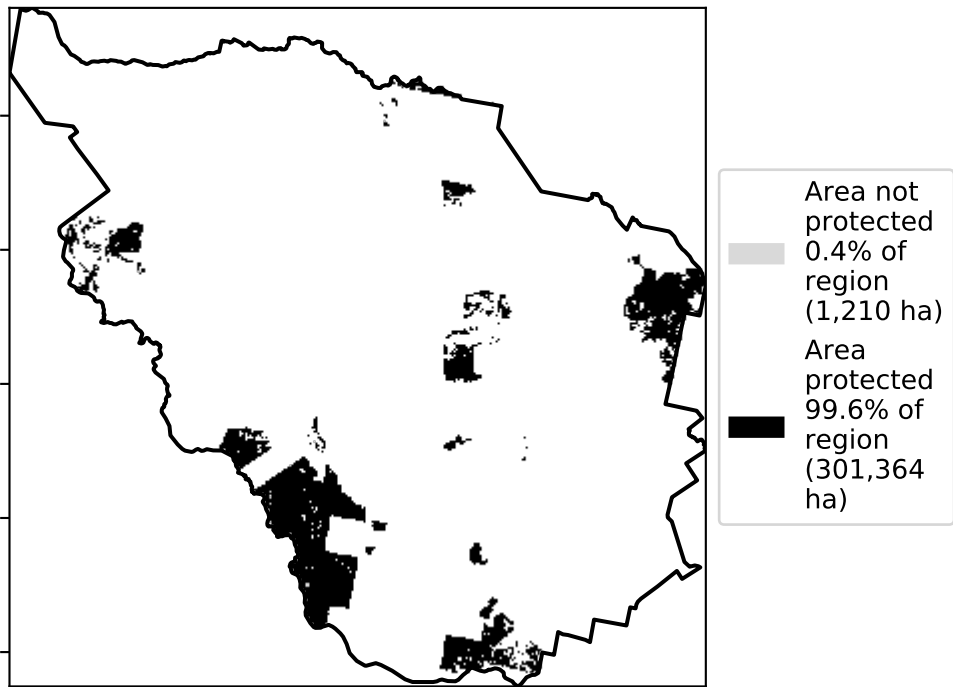 Area not
protected
0.4% of
region
(1,210 ha)
Area
protected
99.6% of
region
(301,364
ha)